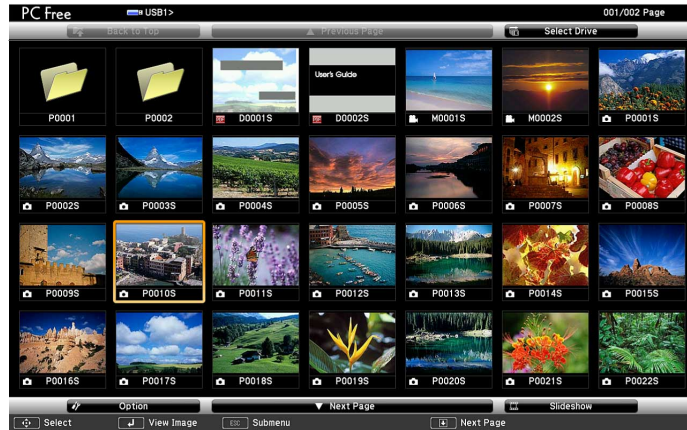 PC Free USB1> 001/002 Page
Back to Top ▲ Previous Page Select Drive
User's Guide
P0001 P0002 D0001S D0002S M0001S M0002S P0001S
P0002S P0003S P0004S P0005S P0006S P0007S P0008S
P0009S P0010S P0011S P0012S P0013S P0014S P0015S
P0016S P0017S P0018S P0019S P0020S P0021S P0022S
Option ▼ Next Page Slideshow
Select View Image ESC Submenu Next Page